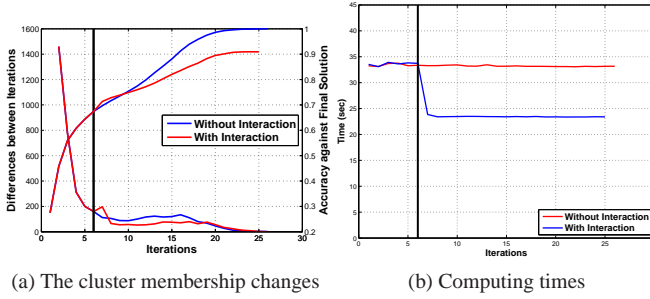 1600
1400
1200
1000
800
600
400
200
0
Differences between Iterations
0 5 10 15 20 25 30
Iterations
1
0.9
0.8
0.7
0.6
0.5
0.4
0.3
0.2
Accuracy against Final Solution
Without Interaction
With Interaction
(a) The cluster membership changes
45
40
35
30
25
20
15
10
5
0
Time (sec)
0 5 10 15 20 25
Iterations
Without Interaction
With Interaction
(b) Computing times